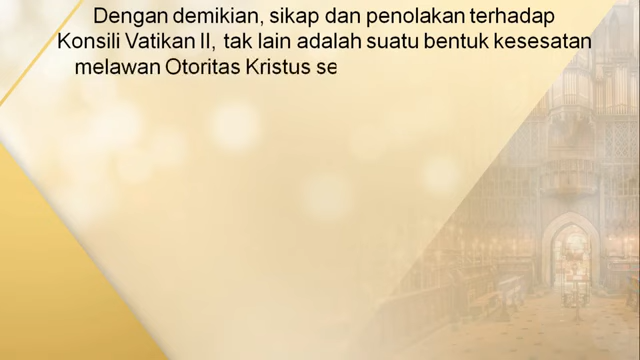 Dengan demikian, sikap dan penolakan terhadap
Konsili Vatikan II, tak lain adalah suatu bentuk kesesatan
melawan Otoritas Kristus se